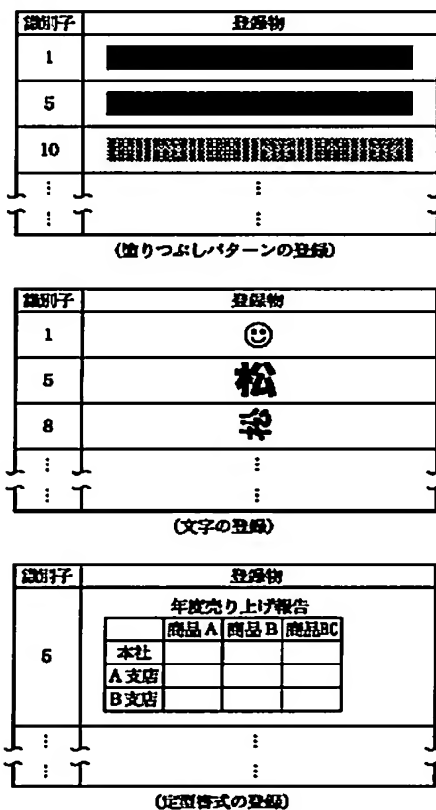 識別子 登録物
1
5
10
⋮ ⋮
⋮ ⋮
(塗りつぶしパターンの登録)
識別子 登録物
1 ☺
5 松
8
⋮ ⋮
⋮ ⋮
(文字の登録)
識別子 登録物
年度売り上げ報告
商品A 商品B 商品BC
5
本社
A支店
B支店
⋮ ⋮
⋮ ⋮
(定型書式の登録)